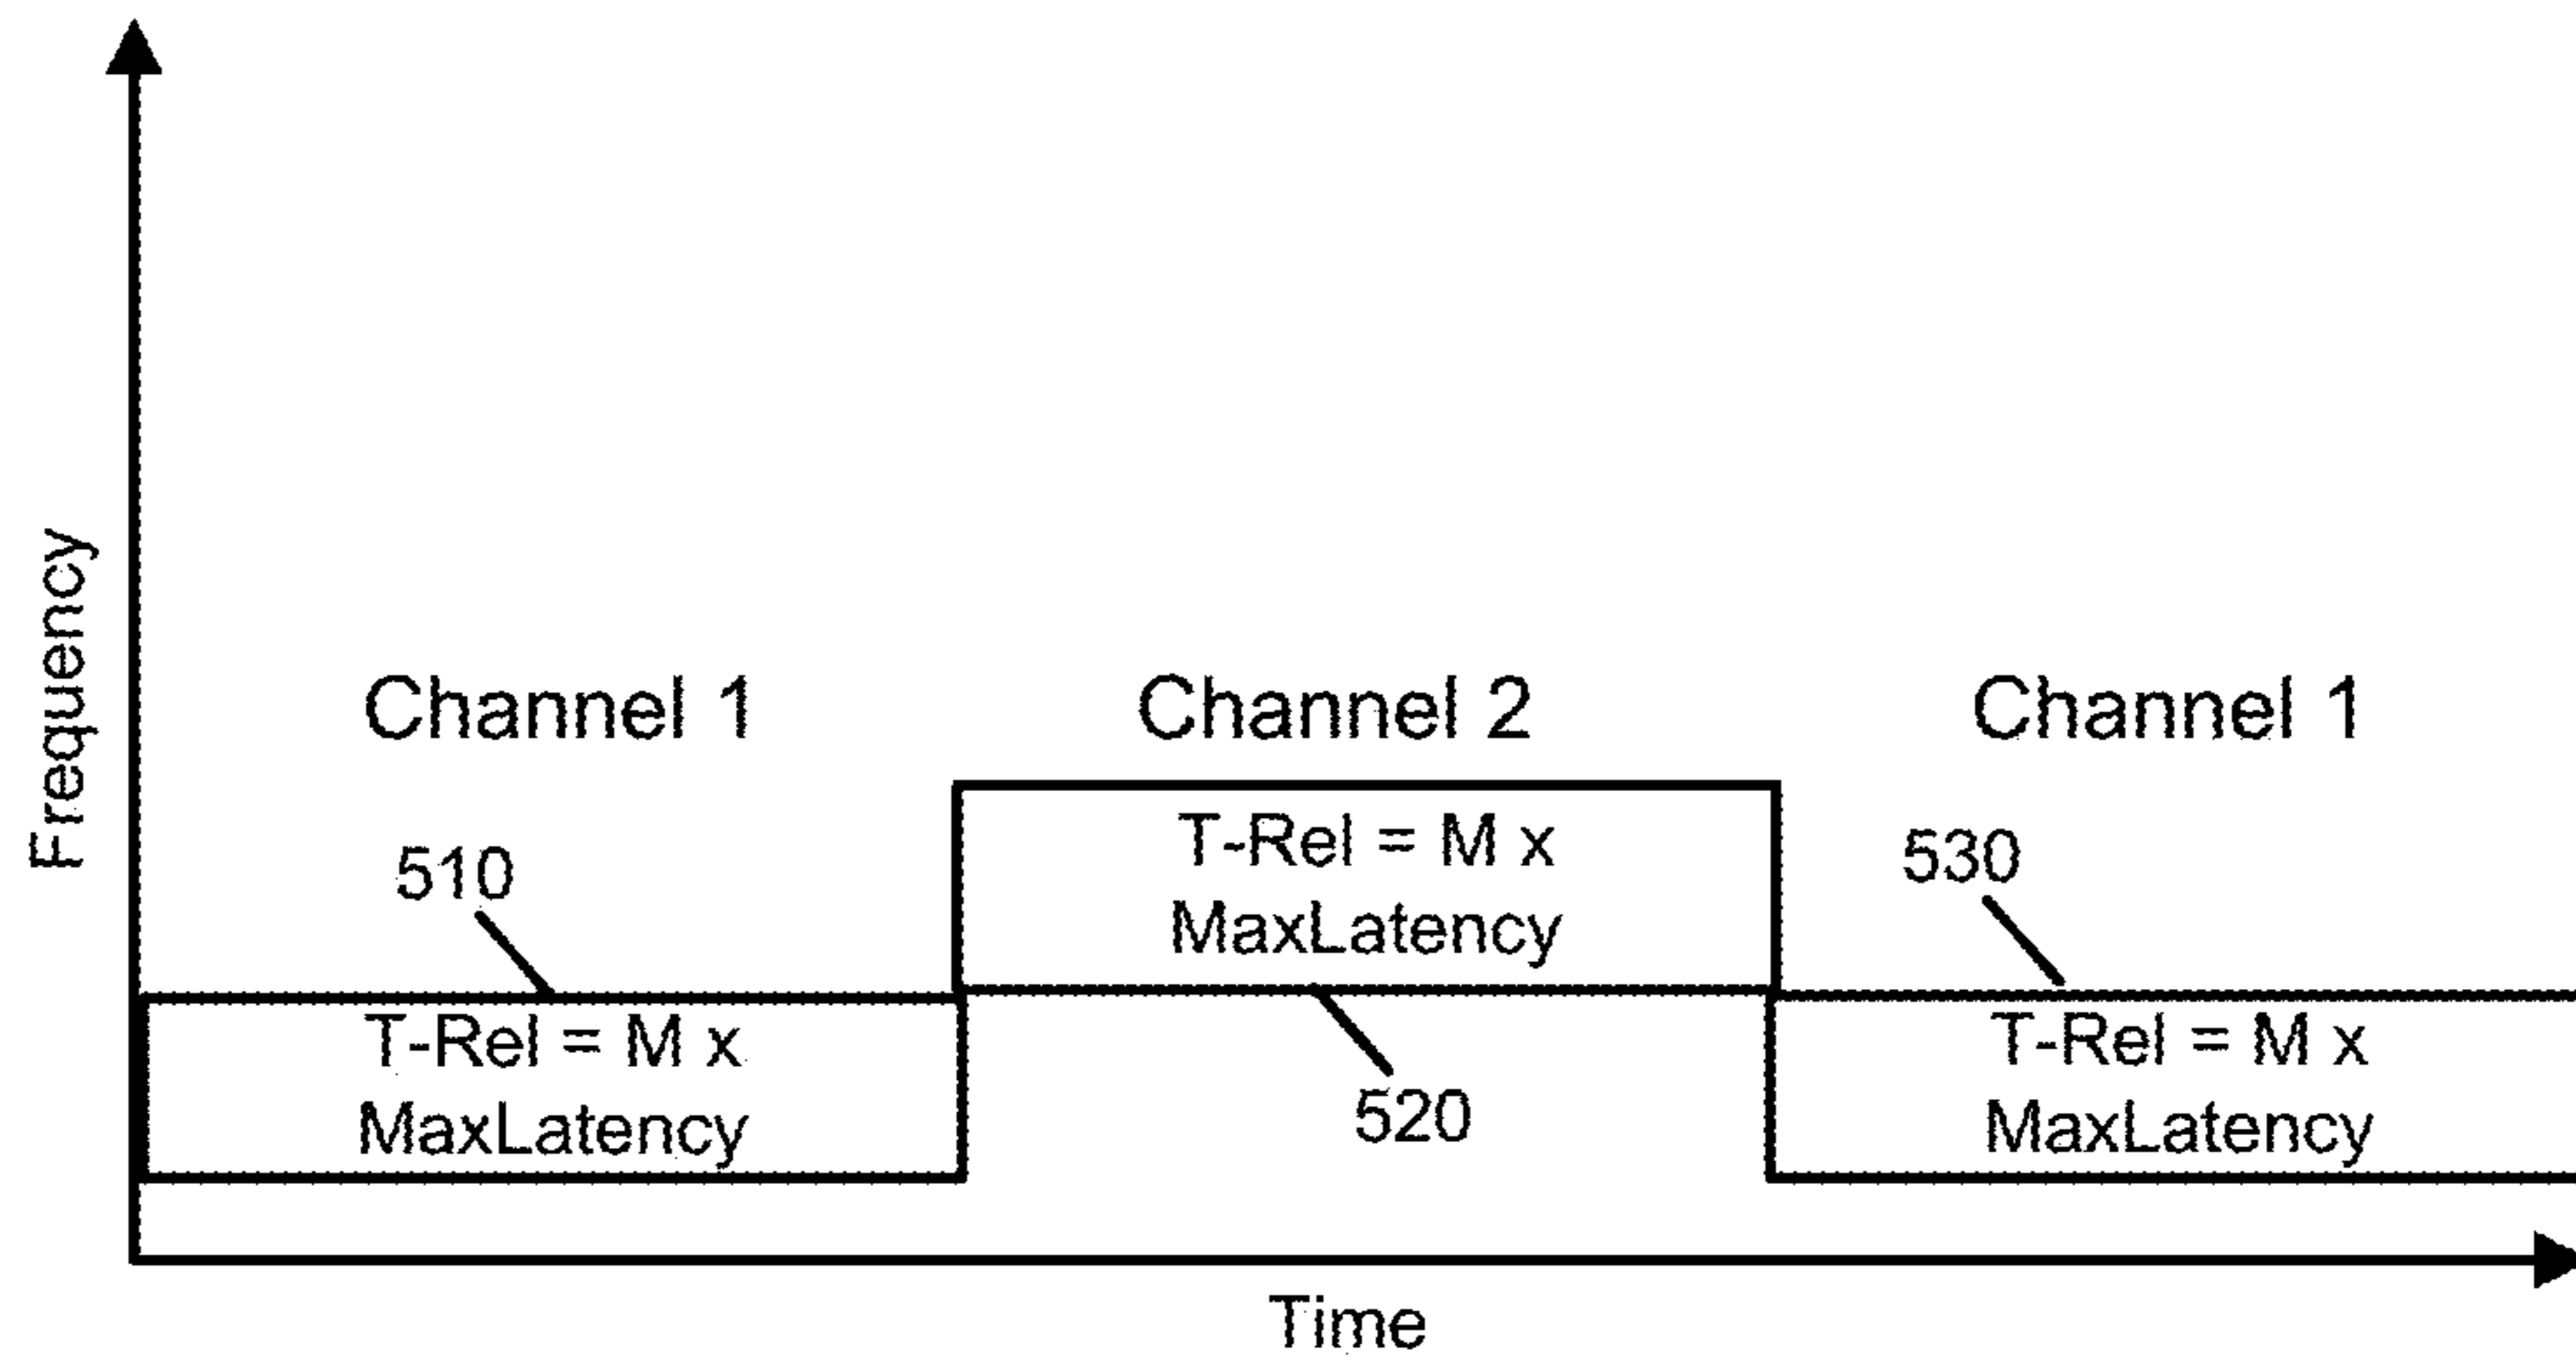 Frequency
Channel 1
Channel 2
Channel 1
510
T-Rel = M x
MaxLatency
530
T-Rel = M x
MaxLatency
520
T-Rel = M x
MaxLatency
Time